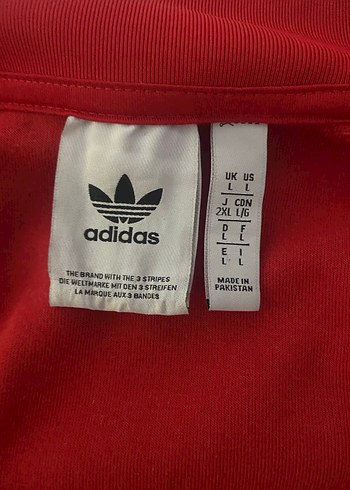 adidas
THE BRAND WITH THE 3 STRIPES
DIE WELTMARKE MIT DEN 3 STREIFEN
LA MARQUE AUX 3 BANDES
UK US
L L
J CDN
2XL L/G
D F
L L
E I
L L
MADE IN
PAKISTAN